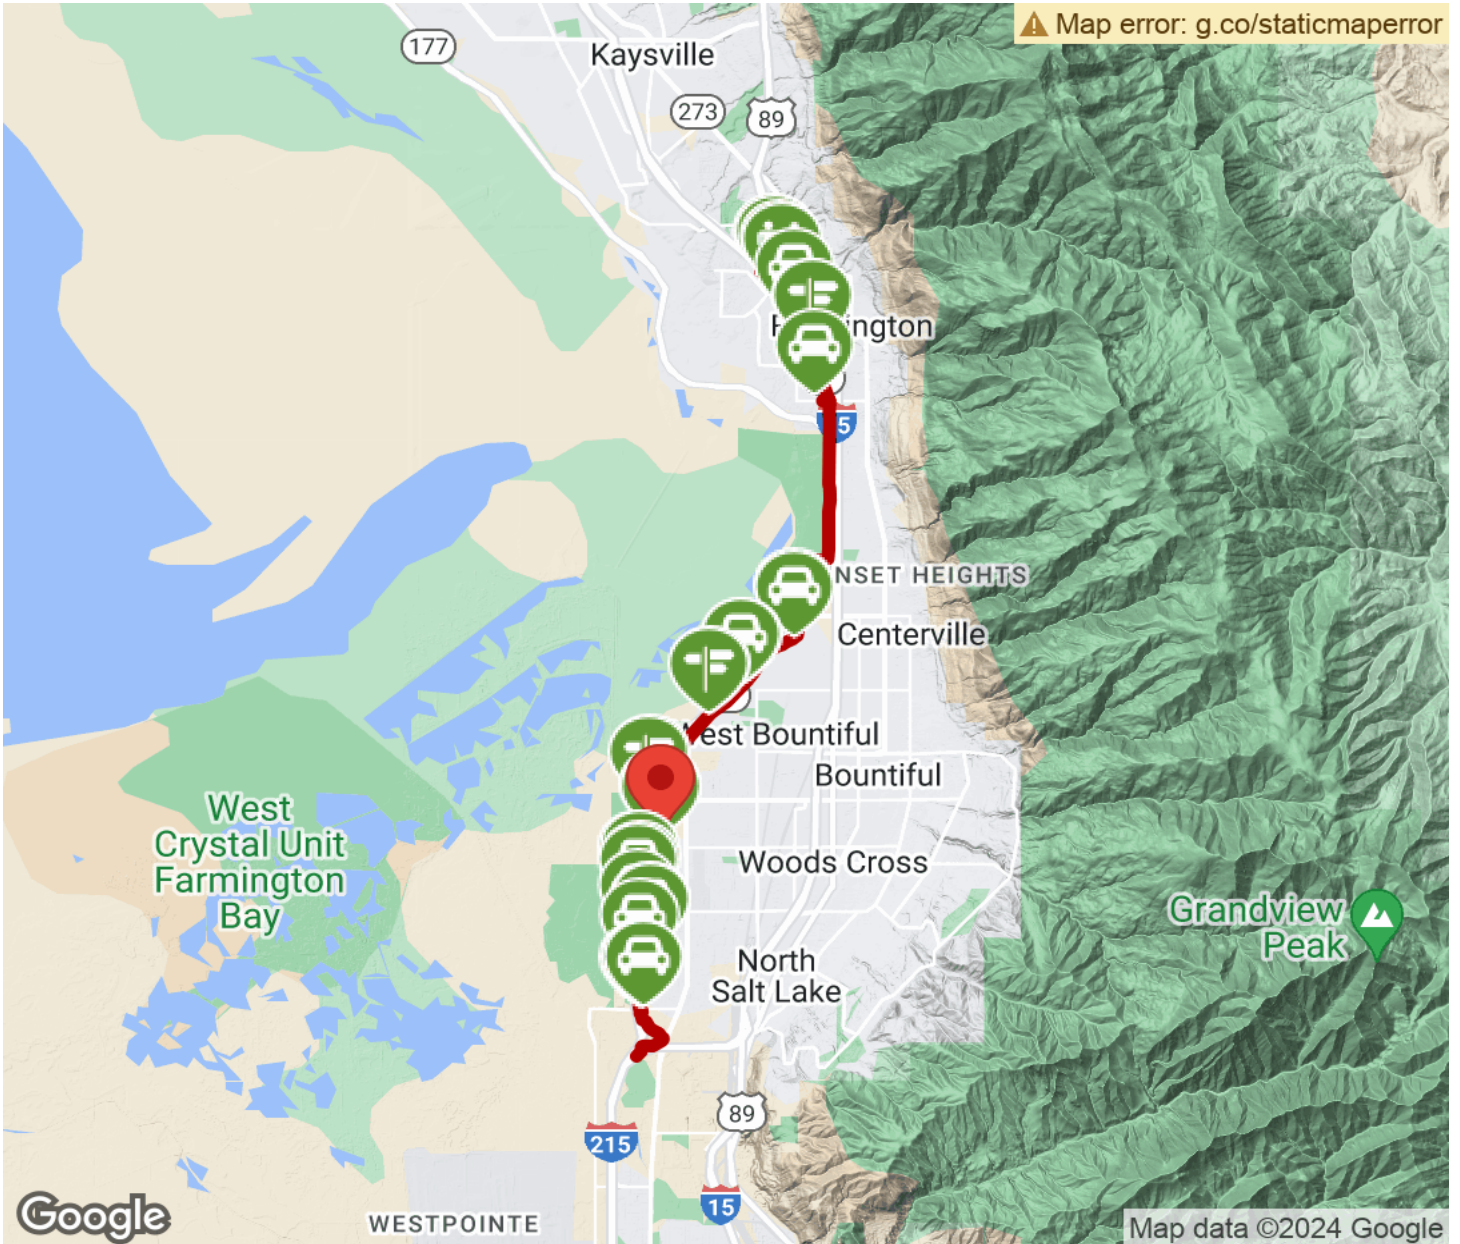 Map error: g.co/staticmaperror
177
Kaysville
273
89
ington
5
NSET HEIGHTS
Centerville
est Bountiful
Bountiful
West
Crystal Unit
Farmington
Bay
Woods Cross
Grandview
Peak
North
Salt Lake
89
215
15
WESTPOINTE
Google
Map data ©2024 Google